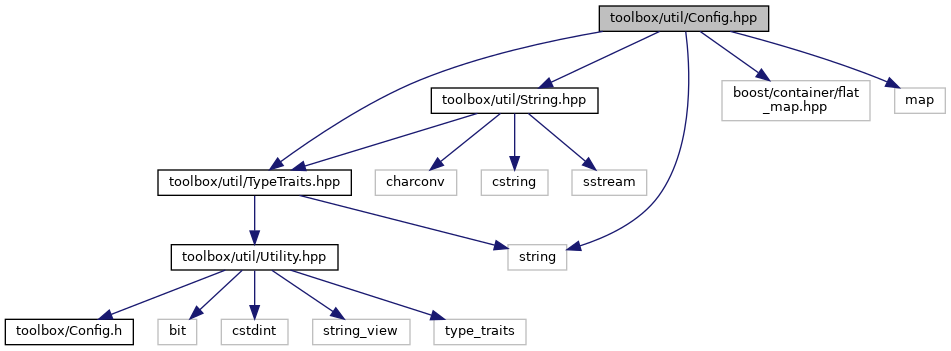 toolbox/util/Config.hpp
toolbox/util/String.hpp
boost/container/flat
_map.hpp
map
toolbox/util/TypeTraits.hpp
charconv
cstring
sstream
toolbox/util/Utility.hpp
string
toolbox/Config.h
bit
cstdint
string_view
type_traits